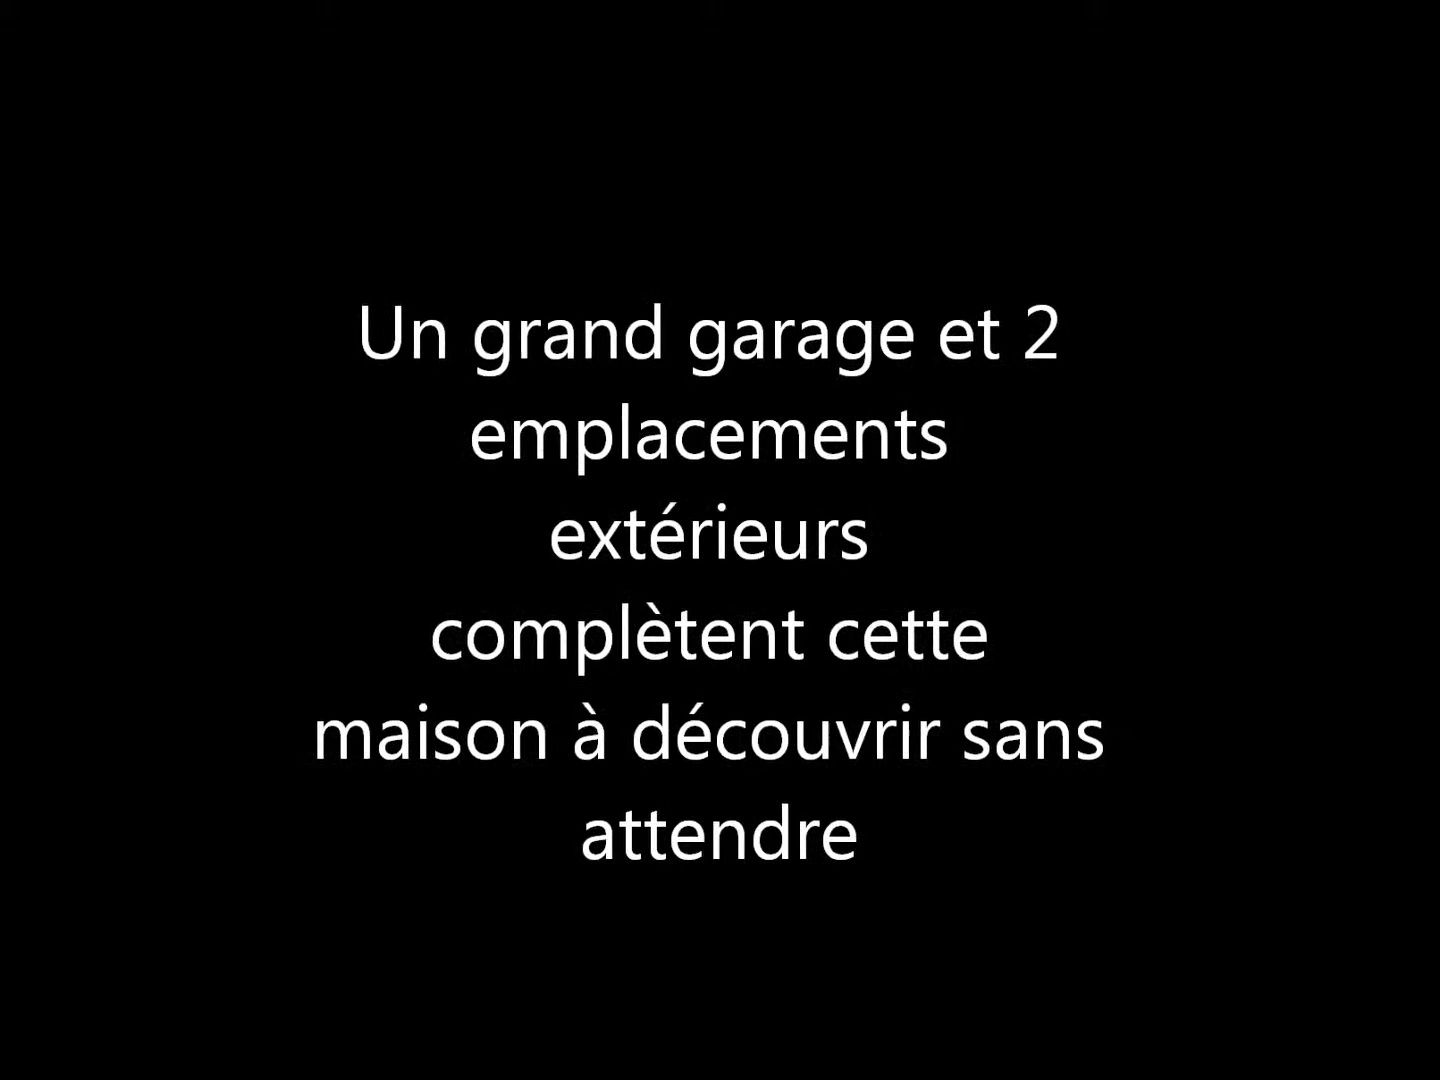 Un grand garage et 2
emplacements
extérieurs
complètent cette
maison à découvrir sans
attendre